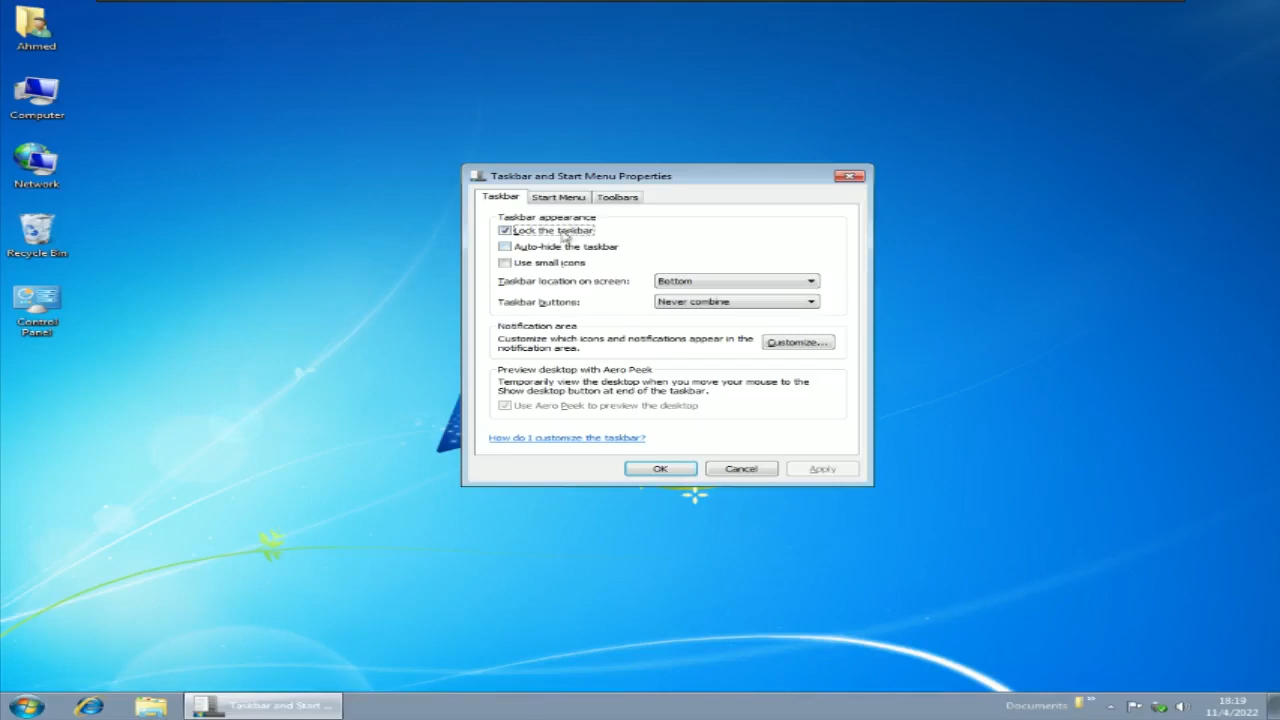 Ahmed
Computer
Network
Recycle Bin
Control
Panel
Taskbar and Start Menu Properties
Taskbar
Start Menu
Toolbars
Taskbar appearance
Lock the taskbar
Auto-hide the taskbar
Use small icons
Taskbar location on screen:
Bottom
Taskbar buttons:
Never combine
Notification area
Customize which icons and notifications appear in the
notification area.
Customize...
Preview desktop with Aero Peek
Temporarily view the desktop when you move your mouse to the
Show desktop button at end of the taskbar.
Use Aero Peek to preview the desktop
How do I customize the taskbar?
OK
Cancel
Apply
Taskbar and Start ...
Documents
18:19
11/4/2022